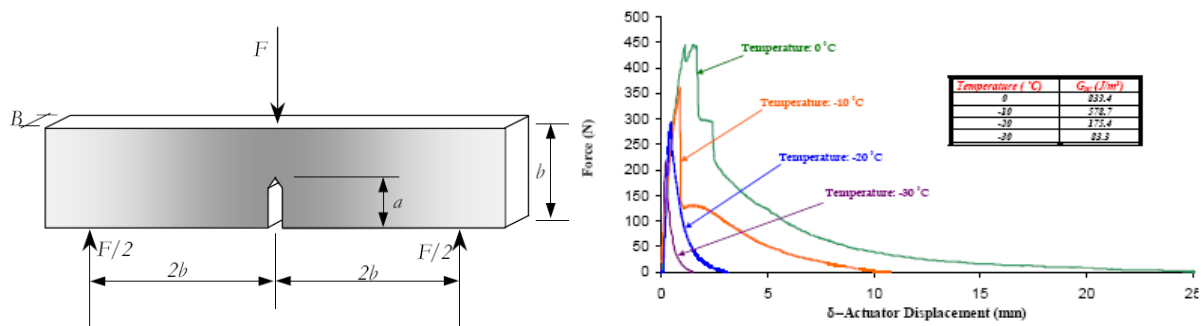 F
B
b
a
F/2
F/2
2b
2b
500
450
400
350
300
250
200
150
100
50
0
Force (N)
Temperature: 0 °C
Temperature: -10 °C
Temperature: -20 °C
Temperature: -30 °C
Temperature ( °C) GIC (J/m²)
0 833.4
-10 578.7
-20 175.4
-30 83.3
0 5 10 15 20 25
δ–Actuator Displacement (mm)